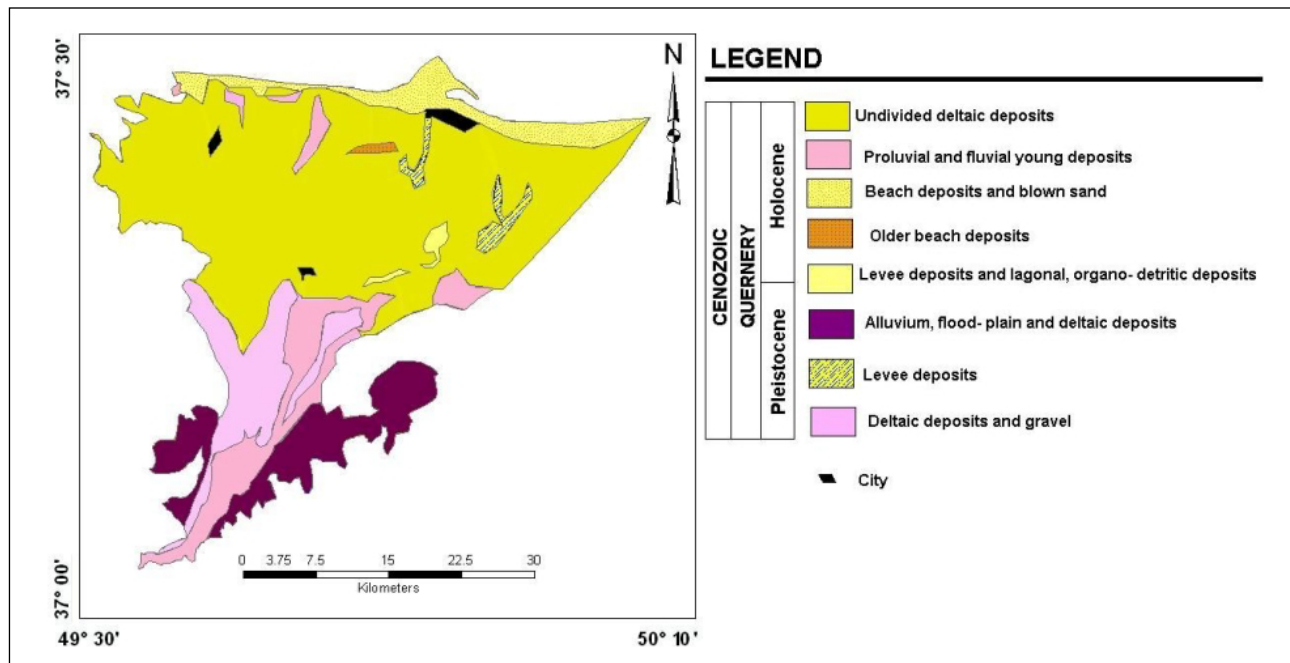 37° 30'
37° 00'
49° 30'
50° 10'
N
0 3.75 7.5 15 22.5 30
Kilometers
LEGEND
CENOZOIC
QUERNERY
Holocene
Pleistocene
Undivided deltaic deposits
Proluvial and fluvial young deposits
Beach deposits and blown sand
Older beach deposits
Levee deposits and lagonal, organo- detritic deposits
Alluvium, flood- plain and deltaic deposits
Levee deposits
Deltaic deposits and gravel
City